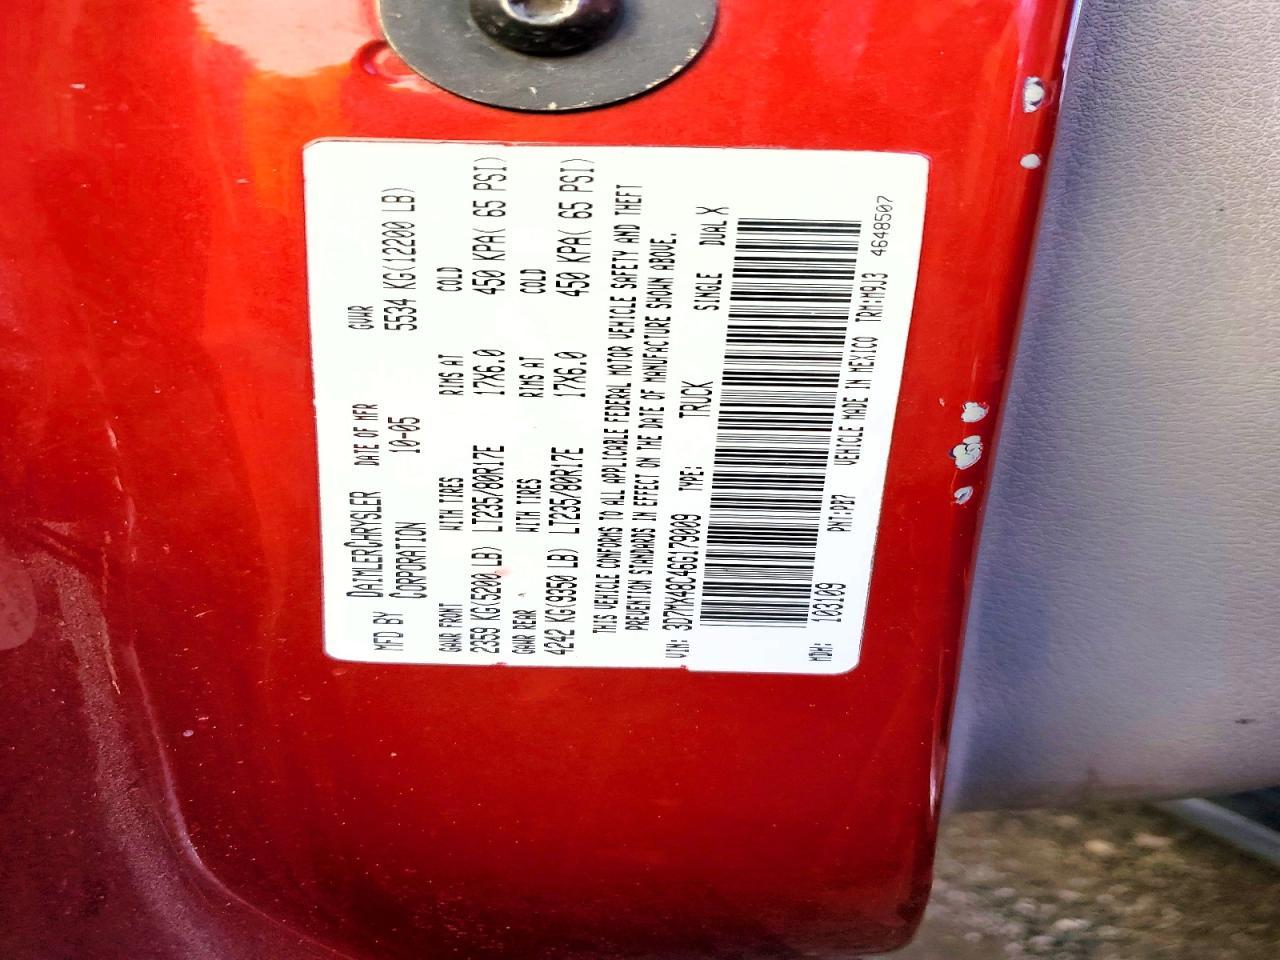 MFD BY DAIMLERCHRYSLER CORPORATION DATE OF MFR 10-05 GVWR 5534 KG(12200 LB)
GAWR FRONT WITH TIRES RIMS AT COLD
2359 KG(5200 LB) LT235/80R17E 17X6.0 450 KPA( 65 PSI)
GAWR REAR WITH TIRES RIMS AT COLD
4242 KG(9350 LB) LT235/80R17E 17X6.0 450 KPA( 65 PSI)
THIS VEHICLE CONFORMS TO ALL APPLICABLE FEDERAL MOTOR VEHICLE SAFETY AND THEFT
PREVENTION STANDARDS IN EFFECT ON THE DATE OF MANUFACTURE SHOWN ABOVE.
VIN: 3D7MX48C46G179009 TYPE: TRUCK SINGLE DUAL X
MDH: 103109 PNT:PB7 VEHICLE MADE IN MEXICO TRM:M9J3 4648507